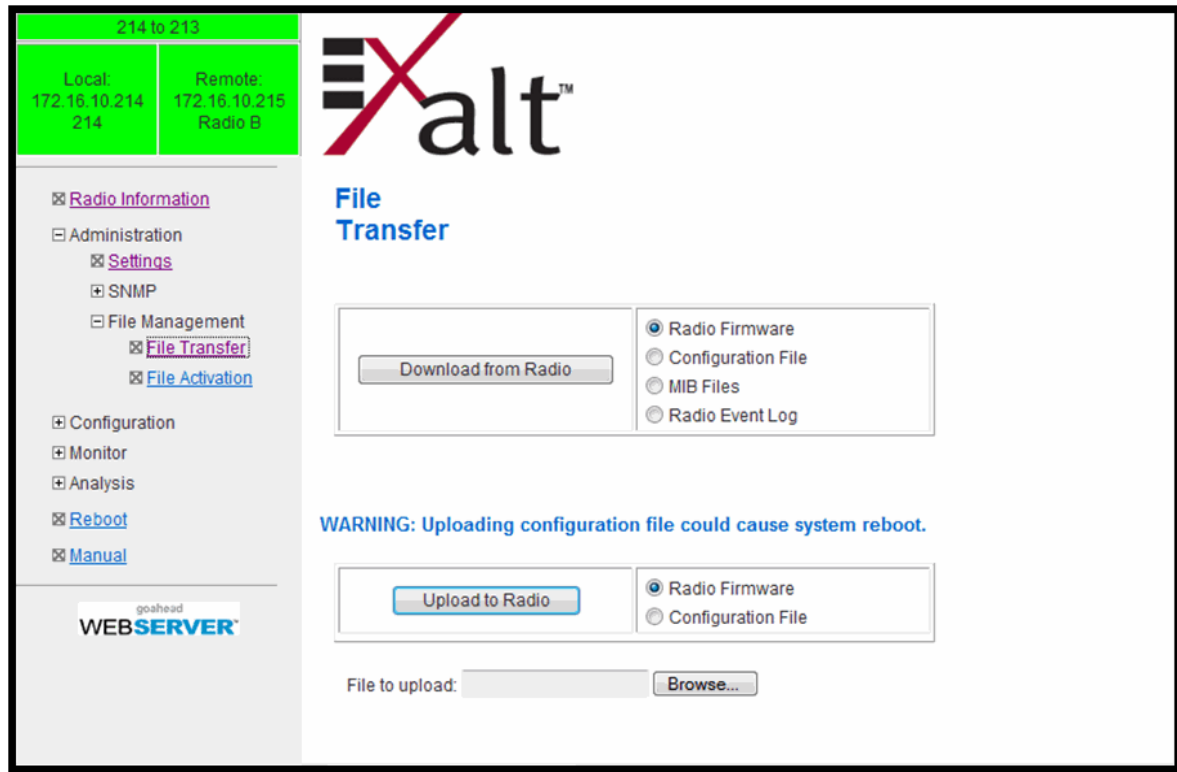 214 to 213
Local:
172.16.10.214
214
Remote:
172.16.10.215
Radio B
Exalt™
Radio Information
Administration
Settings
SNMP
File Management
File Transfer
File Activation
Configuration
Monitor
Analysis
Reboot
Manual
goahead
WEBSERVER
File
Transfer
Download from Radio
Radio Firmware
Configuration File
MIB Files
Radio Event Log
WARNING: Uploading configuration file could cause system reboot.
Upload to Radio
Radio Firmware
Configuration File
File to upload:
Browse...